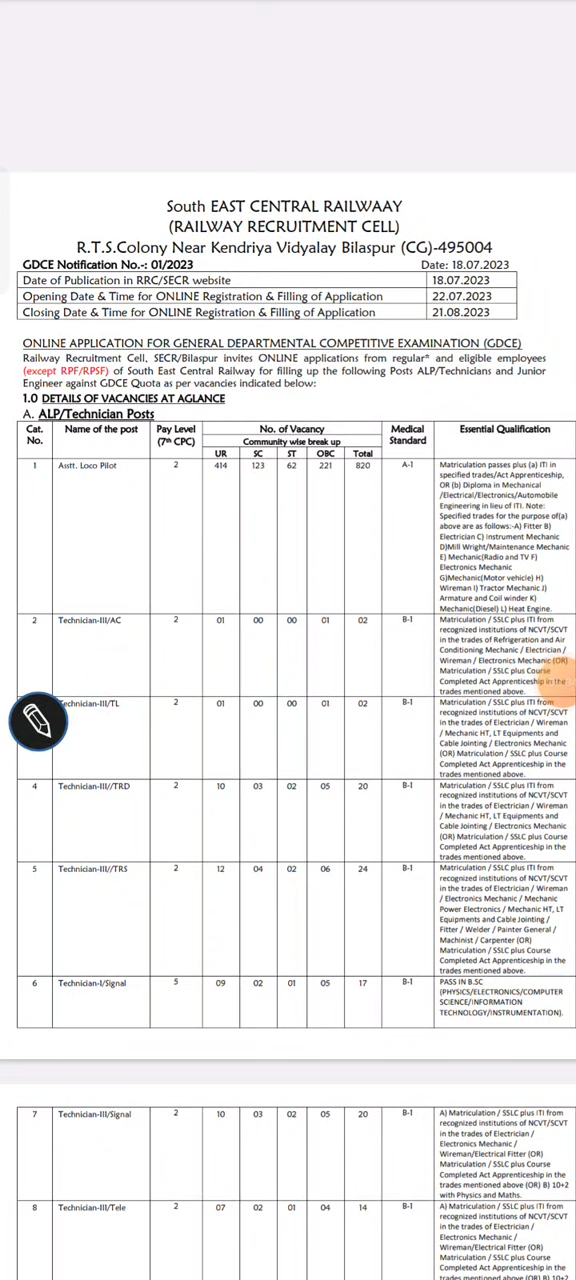 South EAST CENTRAL RAILWAAY
(RAILWAY RECRUITMENT CELL)
R.T.S.Colony Near Kendriya Vidyalay Bilaspur (CG)-495004
GDCE Notification No.-: 01/2023 Date: 18.07.2023
Date of Publication in RRC/SECR website 18.07.2023
Opening Date & Time for ONLINE Registration & Filling of Application 22.07.2023
Closing Date & Time for ONLINE Registration & Filling of Application 21.08.2023
ONLINE APPLICATION FOR GENERAL DEPARTMENTAL COMPETITIVE EXAMINATION (GDCE)
Railway Recruitment Cell, SECR/Bilaspur invites ONLINE applications from regular* and eligible employees
(except RPF/RPSF) of South East Central Railway for filling up the following Posts ALP/Technicians and Junior
Engineer against GDCE Quota as per vacancies indicated below:
1.0 DETAILS OF VACANCIES AT AGLANCE
A. ALP/Technician Posts
Cat. Name of the post Pay Level No. of Vacancy Medical Essential Qualification
No. (7th CPC) Community wise break up Standard
UR SC ST OBC Total
1 Asstt. Loco Pilot 2 414 123 62 221 820 A-1 Matriculation passes plus (a) ITI in
specified trades/Act Apprenticeship,
OR (b) Diploma in Mechanical
/Electrical/Electronics/Automobile
Engineering in lieu of ITI. Note:
Specified trades for the purpose of(a)
above are as follows:-A) Fitter B)
Electrician C) Instrument Mechanic
D)Mill Wright/Maintenance Mechanic
E) Mechanic(Radio and TV F)
Electronics Mechanic
G)Mechanic(Motor vehicle) H)
Wireman I) Tractor Mechanic J)
Armature and Coil winder K)
Mechanic(Diesel) L) Heat Engine.
2 Technician-III/AC 2 01 00 00 01 02 B-1 Matriculation / SSLC plus ITI from
recognized institutions of NCVT/SCVT
in the trades of Refrigeration and Air
Conditioning Mechanic / Electrician /
Wireman / Electronics Mechanic (OR)
Matriculation / SSLC plus Course
Completed Act Apprenticeship in the
trades mentioned above.
Technician-III/TL 2 01 00 00 01 02 B-1 Matriculation / SSLC plus ITI from
recognized institutions of NCVT/SCVT
in the trades of Electrician / Wireman
/ Mechanic HT, LT Equipments and
Cable Jointing / Electronics Mechanic
(OR) Matriculation / SSLC plus Course
Completed Act Apprenticeship in the
trades mentioned above.
4 Technician-III//TRD 2 10 03 02 05 20 B-1 Matriculation / SSLC plus ITI from
recognized institutions of NCVT/SCVT
in the trades of Electrician / Wireman
/ Mechanic HT, LT Equipments and
Cable Jointing / Electronics Mechanic
(OR) Matriculation / SSLC plus Course
Completed Act Apprenticeship in the
trades mentioned above.
5 Technician-III//TRS 2 12 04 02 06 24 B-1 Matriculation / SSLC plus ITI from
recognized institutions of NCVT/SCVT
in the trades of Electrician / Wireman
/ Electronics Mechanic / Mechanic
Power Electronics / Mechanic HT, LT
Equipments and Cable Jointing /
Fitter / Welder / Painter General /
Machinist / Carpenter (OR)
Matriculation / SSLC plus Course
Completed Act Apprenticeship in the
trades mentioned above.
6 Technician-I/Signal 5 09 02 01 05 17 B-1 PASS IN B.SC
(PHYSICS/ELECTRONICS/COMPUTER
SCIENCE/INFORMATION
TECHNOLOGY/INSTRUMENTATION).
7 Technician-III/Signal 2 10 03 02 05 20 B-1 A) Matriculation / SSLC plus ITI from
recognized institutions of NCVT/SCVT
in the trades of Electrician /
Electronics Mechanic /
Wireman/Electrical Fitter (OR)
Matriculation / SSLC plus Course
Completed Act Apprenticeship in the
trades mentioned above (OR) B) 10+2
with Physics and Maths.
8 Technician-III/Tele 2 07 02 01 04 14 B-1 A) Matriculation / SSLC plus ITI from
recognized institutions of NCVT/SCVT
in the trades of Electrician /
Electronics Mechanic /
Wireman/Electrical Fitter (OR)
Matriculation / SSLC plus Course
Completed Act Apprenticeship in the
trades mentioned above (OR) B) 10+2